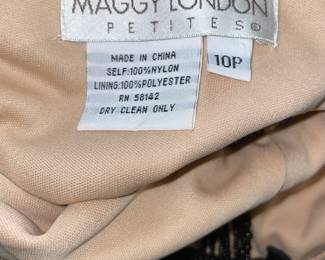 MAGGY LONDON
PETITES®
10P
MADE IN CHINA
SELF:100%NYLON
LINING:100%POLYESTER
RN 58142
DRY CLEAN ONLY